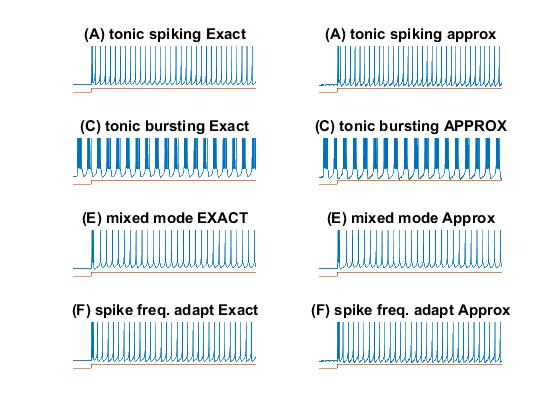 (A) tonic spiking Exact
(A) tonic spiking approx
(C) tonic bursting Exact
(C) tonic bursting APPROX
(E) mixed mode EXACT
(E) mixed mode Approx
(F) spike freq. adapt Exact
(F) spike freq. adapt Approx